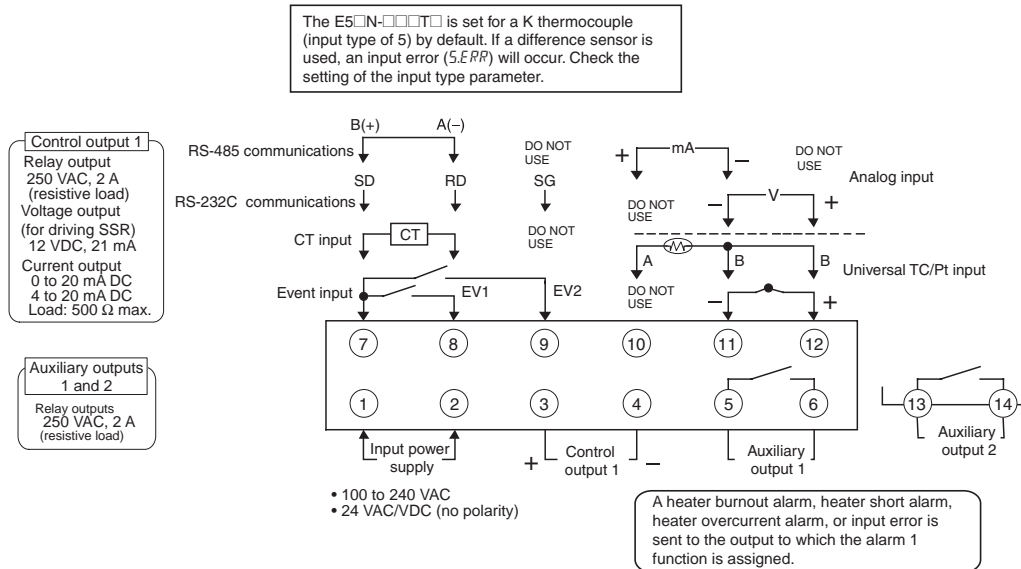 The E5□N-□□□T□ is set for a K thermocouple
(input type of 5) by default. If a difference sensor is
used, an input error (S.ERR) will occur. Check the
setting of the input type parameter.
Control output 1
Relay output
250 VAC, 2 A
(resistive load)
Voltage output
(for driving SSR)
12 VDC, 21 mA
Current output
0 to 20 mA DC
4 to 20 mA DC
Load: 500 Ω max.
Auxiliary outputs
1 and 2
Relay outputs
250 VAC, 2 A
(resistive load)
B(+) A(−)
RS-485 communications
DO NOT
USE
SD RD SG
RS-232C communications
CT input
CT
DO NOT
USE
Event input
EV1
EV2
+ mA −
DO NOT
USE
Analog input
DO NOT
USE
− V +
A B B
Universal TC/Pt input
DO NOT
USE
− +
7 8 9 10 11 12
1 2 3 4 5 6
13 14
Input power
supply
• 100 to 240 VAC
• 24 VAC/VDC (no polarity)
+ Control −
output 1
Auxiliary
output 1
Auxiliary
output 2
A heater burnout alarm, heater short alarm,
heater overcurrent alarm, or input error is
sent to the output to which the alarm 1
function is assigned.